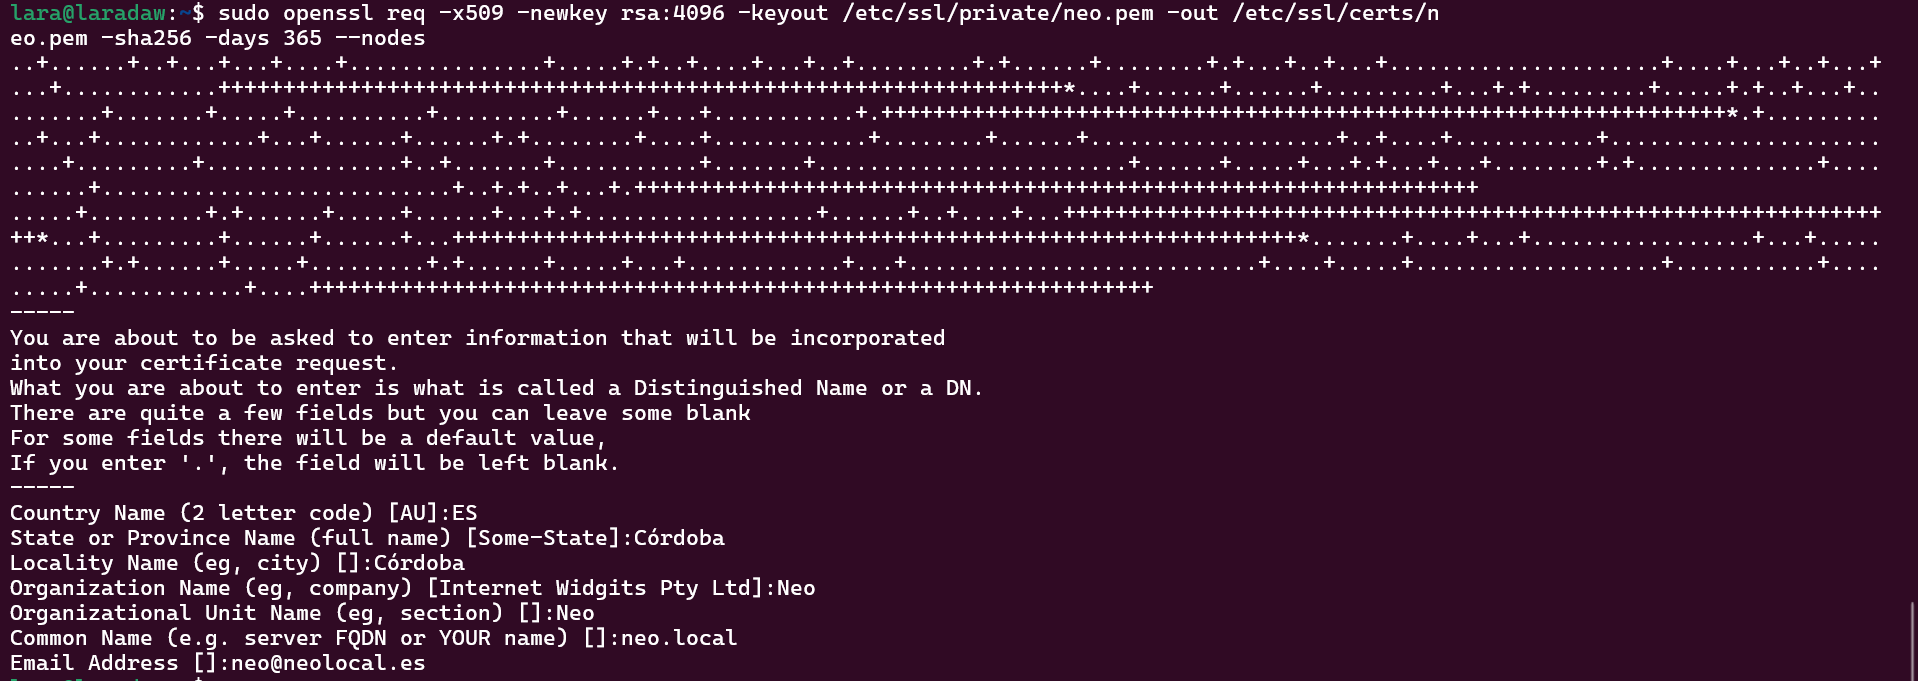 lara@laradaw:~$ sudo openssl req -x509 -newkey rsa:4096 -keyout /etc/ssl/private/neo.pem -out /etc/ssl/certs/n
eo.pem -sha256 -days 365 --nodes
-----
You are about to be asked to enter information that will be incorporated
into your certificate request.
What you are about to enter is what is called a Distinguished Name or a DN.
There are quite a few fields but you can leave some blank
For some fields there will be a default value,
If you enter '.', the field will be left blank.
-----
Country Name (2 letter code) [AU]:ES
State or Province Name (full name) [Some-State]:Córdoba
Locality Name (eg, city) []:Córdoba
Organization Name (eg, company) [Internet Widgits Pty Ltd]:Neo
Organizational Unit Name (eg, section) []:Neo
Common Name (e.g. server FQDN or YOUR name) []:neo.local
Email Address []:neo@neolocal.es